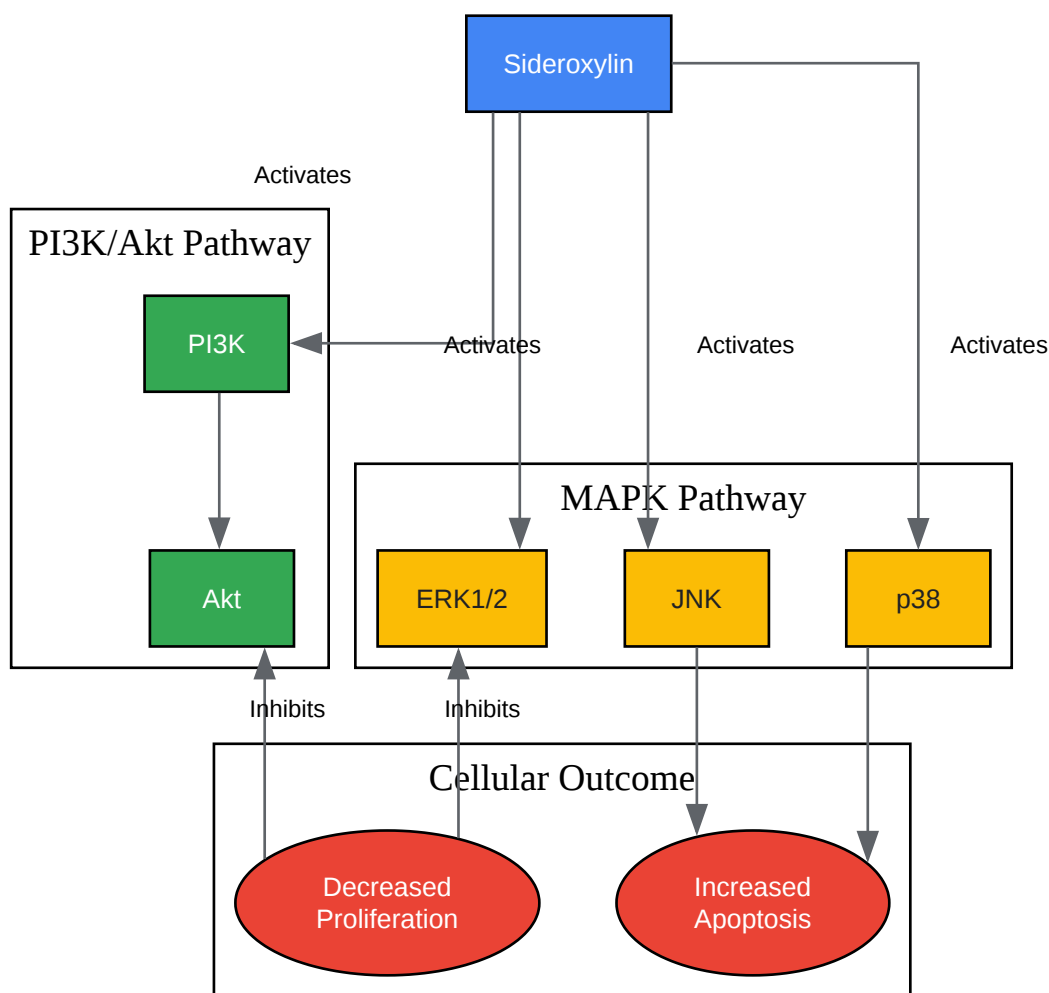 Sideroxylin
Activates
PI3K/Akt Pathway
PI3K
Activates
Activates
Activates
MAPK Pathway
Akt
ERK1/2
JNK
p38
Inhibits
Inhibits
Cellular Outcome
Decreased
Proliferation
Increased
Apoptosis